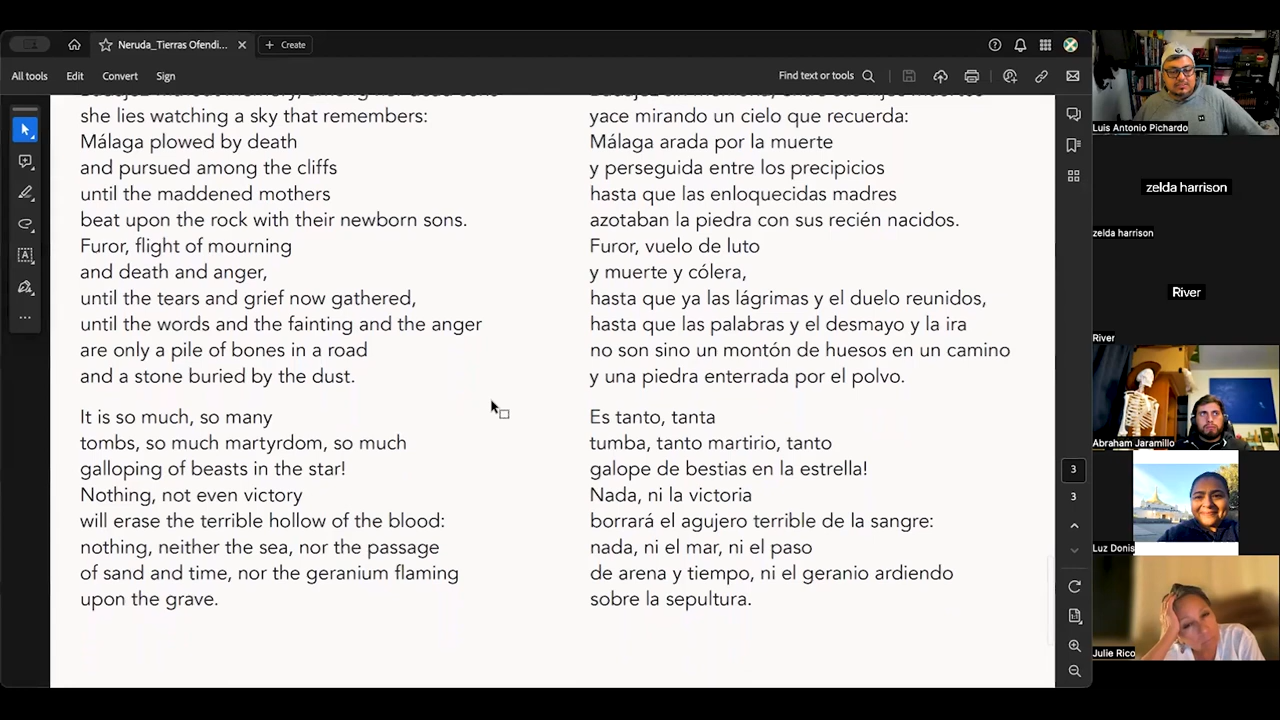 Neruda_Tierras Ofendi...
Create
All tools
Edit
Convert
Sign
Find text or tools
she lies watching a sky that remembers:
Málaga plowed by death
and pursued among the cliffs
until the maddened mothers
beat upon the rock with their newborn sons.
Furor, flight of mourning
and death and anger,
until the tears and grief now gathered,
until the words and the fainting and the anger
are only a pile of bones in a road
and a stone buried by the dust.
It is so much, so many
tombs, so much martyrdom, so much
galloping of beasts in the star!
Nothing, not even victory
will erase the terrible hollow of the blood:
nothing, neither the sea, nor the passage
of sand and time, nor the geranium flaming
upon the grave.
yace mirando un cielo que recuerda:
Málaga arada por la muerte
y perseguida entre los precipicios
hasta que las enloquecidas madres
azotaban la piedra con sus recién nacidos.
Furor, vuelo de luto
y muerte y cólera,
hasta que ya las lágrimas y el duelo reunidos,
hasta que las palabras y el desmayo y la ira
no son sino un montón de huesos en un camino
y una piedra enterrada por el polvo.
Es tanto, tanta
tumba, tanto martirio, tanto
galope de bestias en la estrella!
Nada, ni la victoria
borrará el agujero terrible de la sangre:
nada, ni el mar, ni el paso
de arena y tiempo, ni el geranio ardiendo
sobre la sepultura.
3
3
Luis Antonio Pichardo
zelda harrison
zelda harrison
River
River
Abraham Jaramillo
Luz Donis
Julie Rico